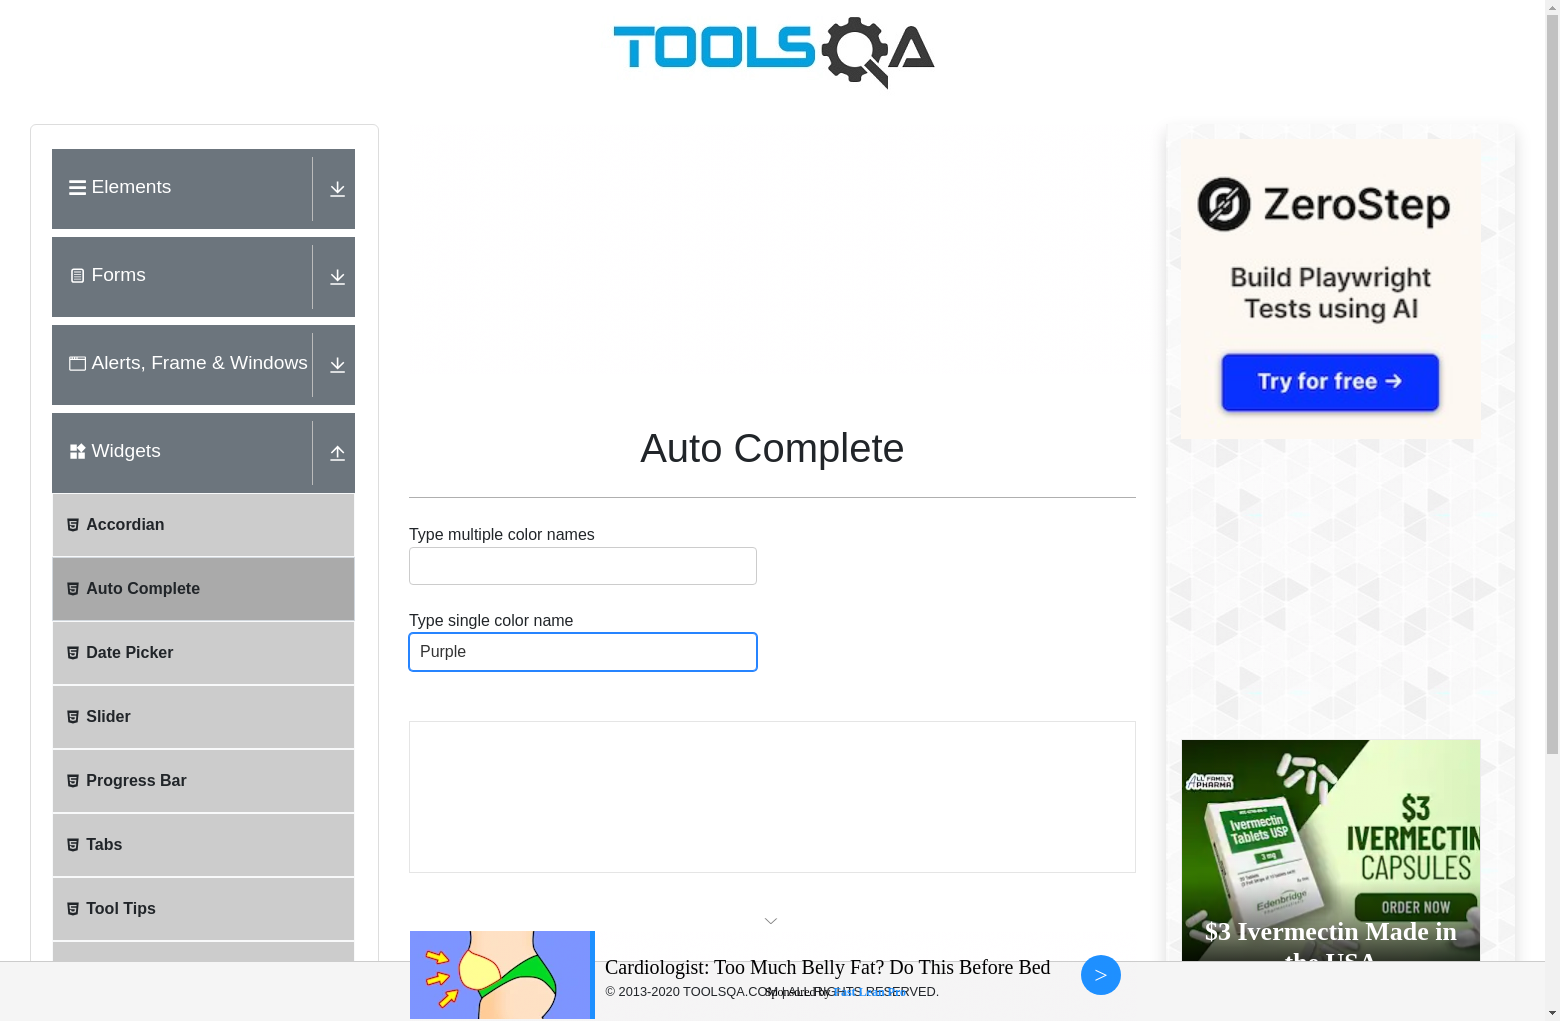 TOOLSQA
Elements
Forms
Alerts, Frame & Windows
Widgets
Accordian
Auto Complete
Date Picker
Slider
Progress Bar
Tabs
Tool Tips
Auto Complete
Type multiple color names
Type single color name
Purple
ZeroStep
Build Playwright
Tests using AI
Try for free →
ALL FAMILY
PHARMA
Ivermectin
Tablets USP
3 mg
Edenbridge
$3
IVERMECTIN
CAPSULES
ORDER NOW
$3 Ivermectin Made in
the USA
Cardiologist: Too Much Belly Fat? Do This Before Bed
>
© 2013-2020 TOOLSQA.COM | ALL RIGHTS RESERVED.
Sponsored By